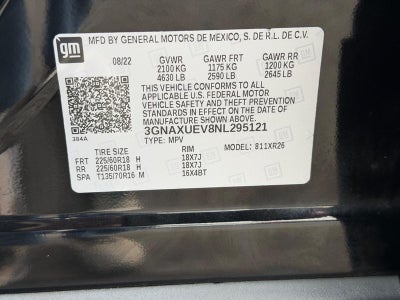 gm
MFD BY GENERAL MOTORS DE MEXICO, S. DE R.L. DE C.V.
08/22 GVWR GAWR FRT GAWR RR
2100 KG 1175 KG 1200 KG
4630 LB 2590 LB 2645 LB
THIS VEHICLE CONFORMS TO ALL
APPLICABLE U.S. FEDERAL MOTOR
VEHICLE SAFETY AND THEFT PREVENTION
STANDARDS IN EFFECT ON THE DATE OF
MANUFACTURE SHOWN ABOVE.
3GNAXUEV8NL295121
384A
TYPE: MPV MODEL: 811XR26
TIRE SIZE RIM
FRT 225/60R18 H 18X7J
RR 225/60R18 H 18X7J
SPA T135/70R16 M 16X4BT